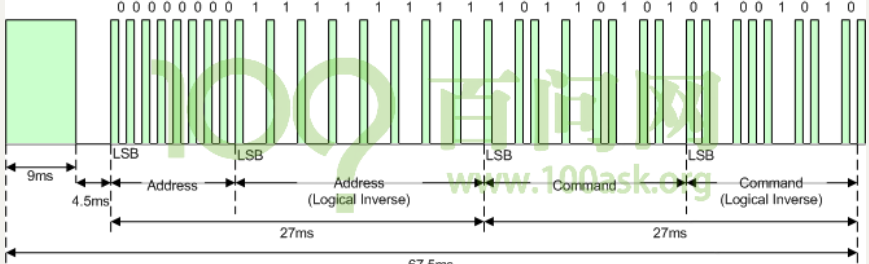 0 0 0 0 0 0 0 0 1 1 1 1 1 1 1 1 1 0 1 1 0 1 0 1 0 1 0 0 1 0 1 0
100?百问网
LSB LSB LSB LSB
9ms
4.5ms
Address
Address
(Logical Inverse)
Command
Command
(Logical Inverse)
www.100ask.org
27ms 27ms
67.5ms